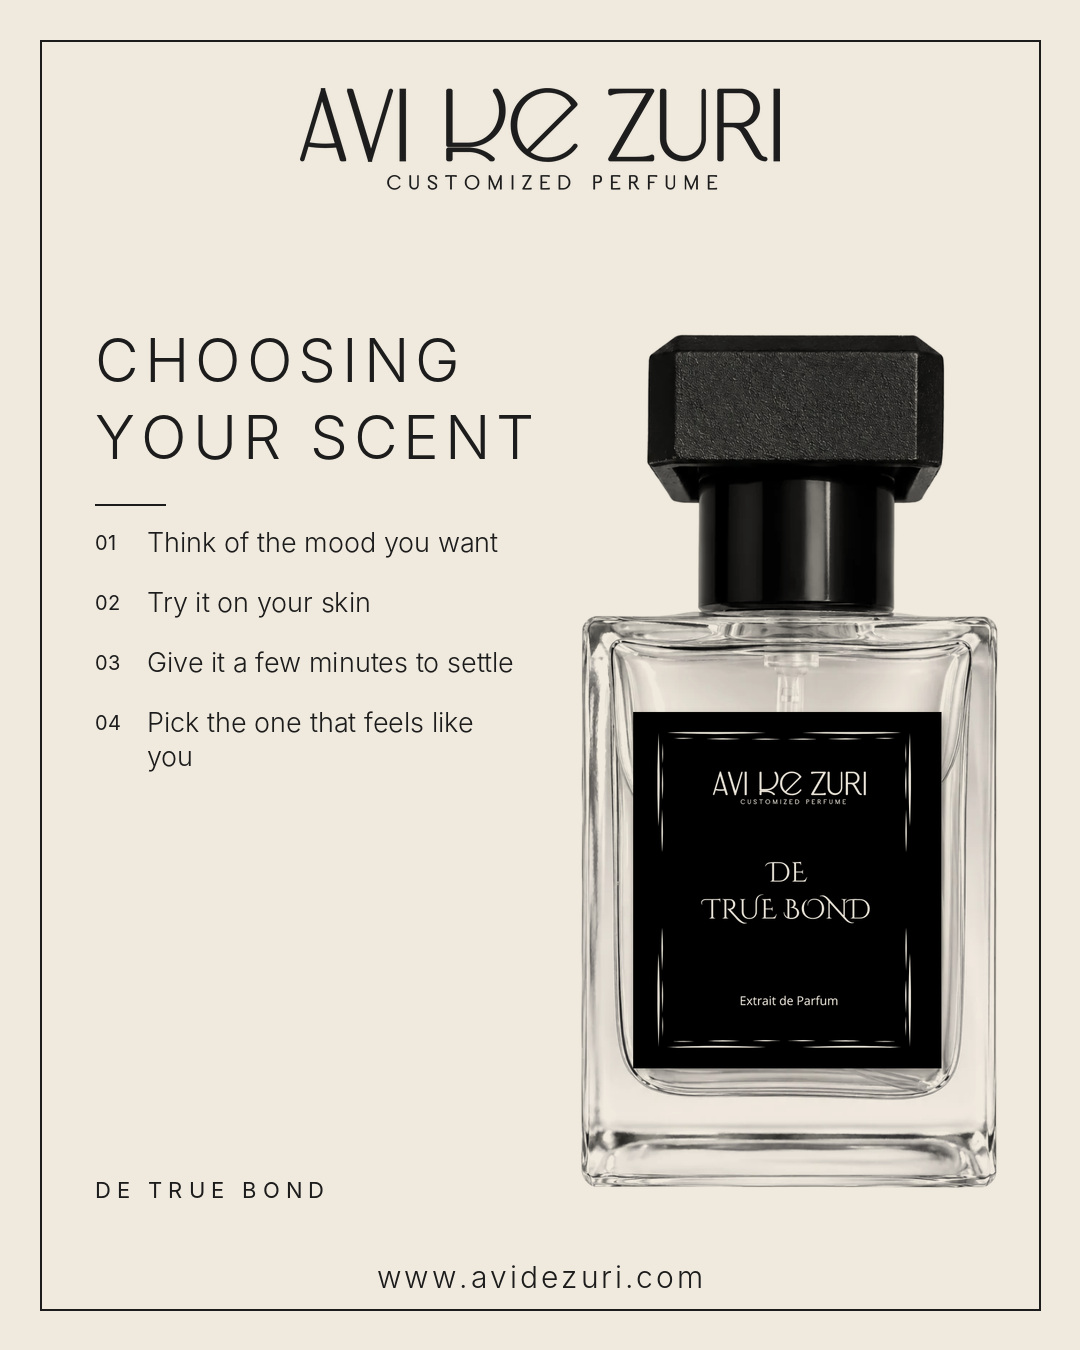 AVI DE ZURI
CUSTOMIZED PERFUME
CHOOSING
YOUR SCENT
01 Think of the mood you want
02 Try it on your skin
03 Give it a few minutes to settle
04 Pick the one that feels like
you
AVI DE ZURI
CUSTOMIZED PERFUME
DE
TRUE BOND
Extrait de Parfum
DE TRUE BOND
www.avidezuri.com